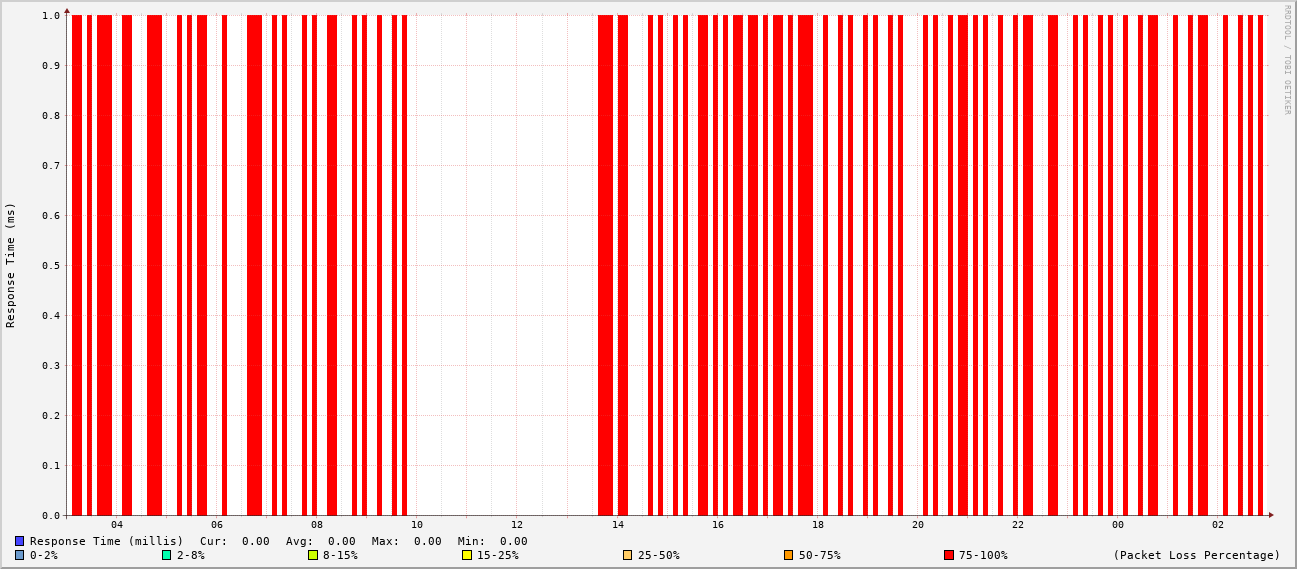 RRDTOOL / TOBI OETIKER
Response Time (ms)
1.0
0.9
0.8
0.7
0.6
0.5
0.4
0.3
0.2
0.1
0.0
04 06 08 10 12 14 16 18 20 22 00 02
Response Time (millis) Cur: 0.00 Avg: 0.00 Max: 0.00 Min: 0.00
0-2% 2-8% 8-15% 15-25% 25-50% 50-75% 75-100% (Packet Loss Percentage)